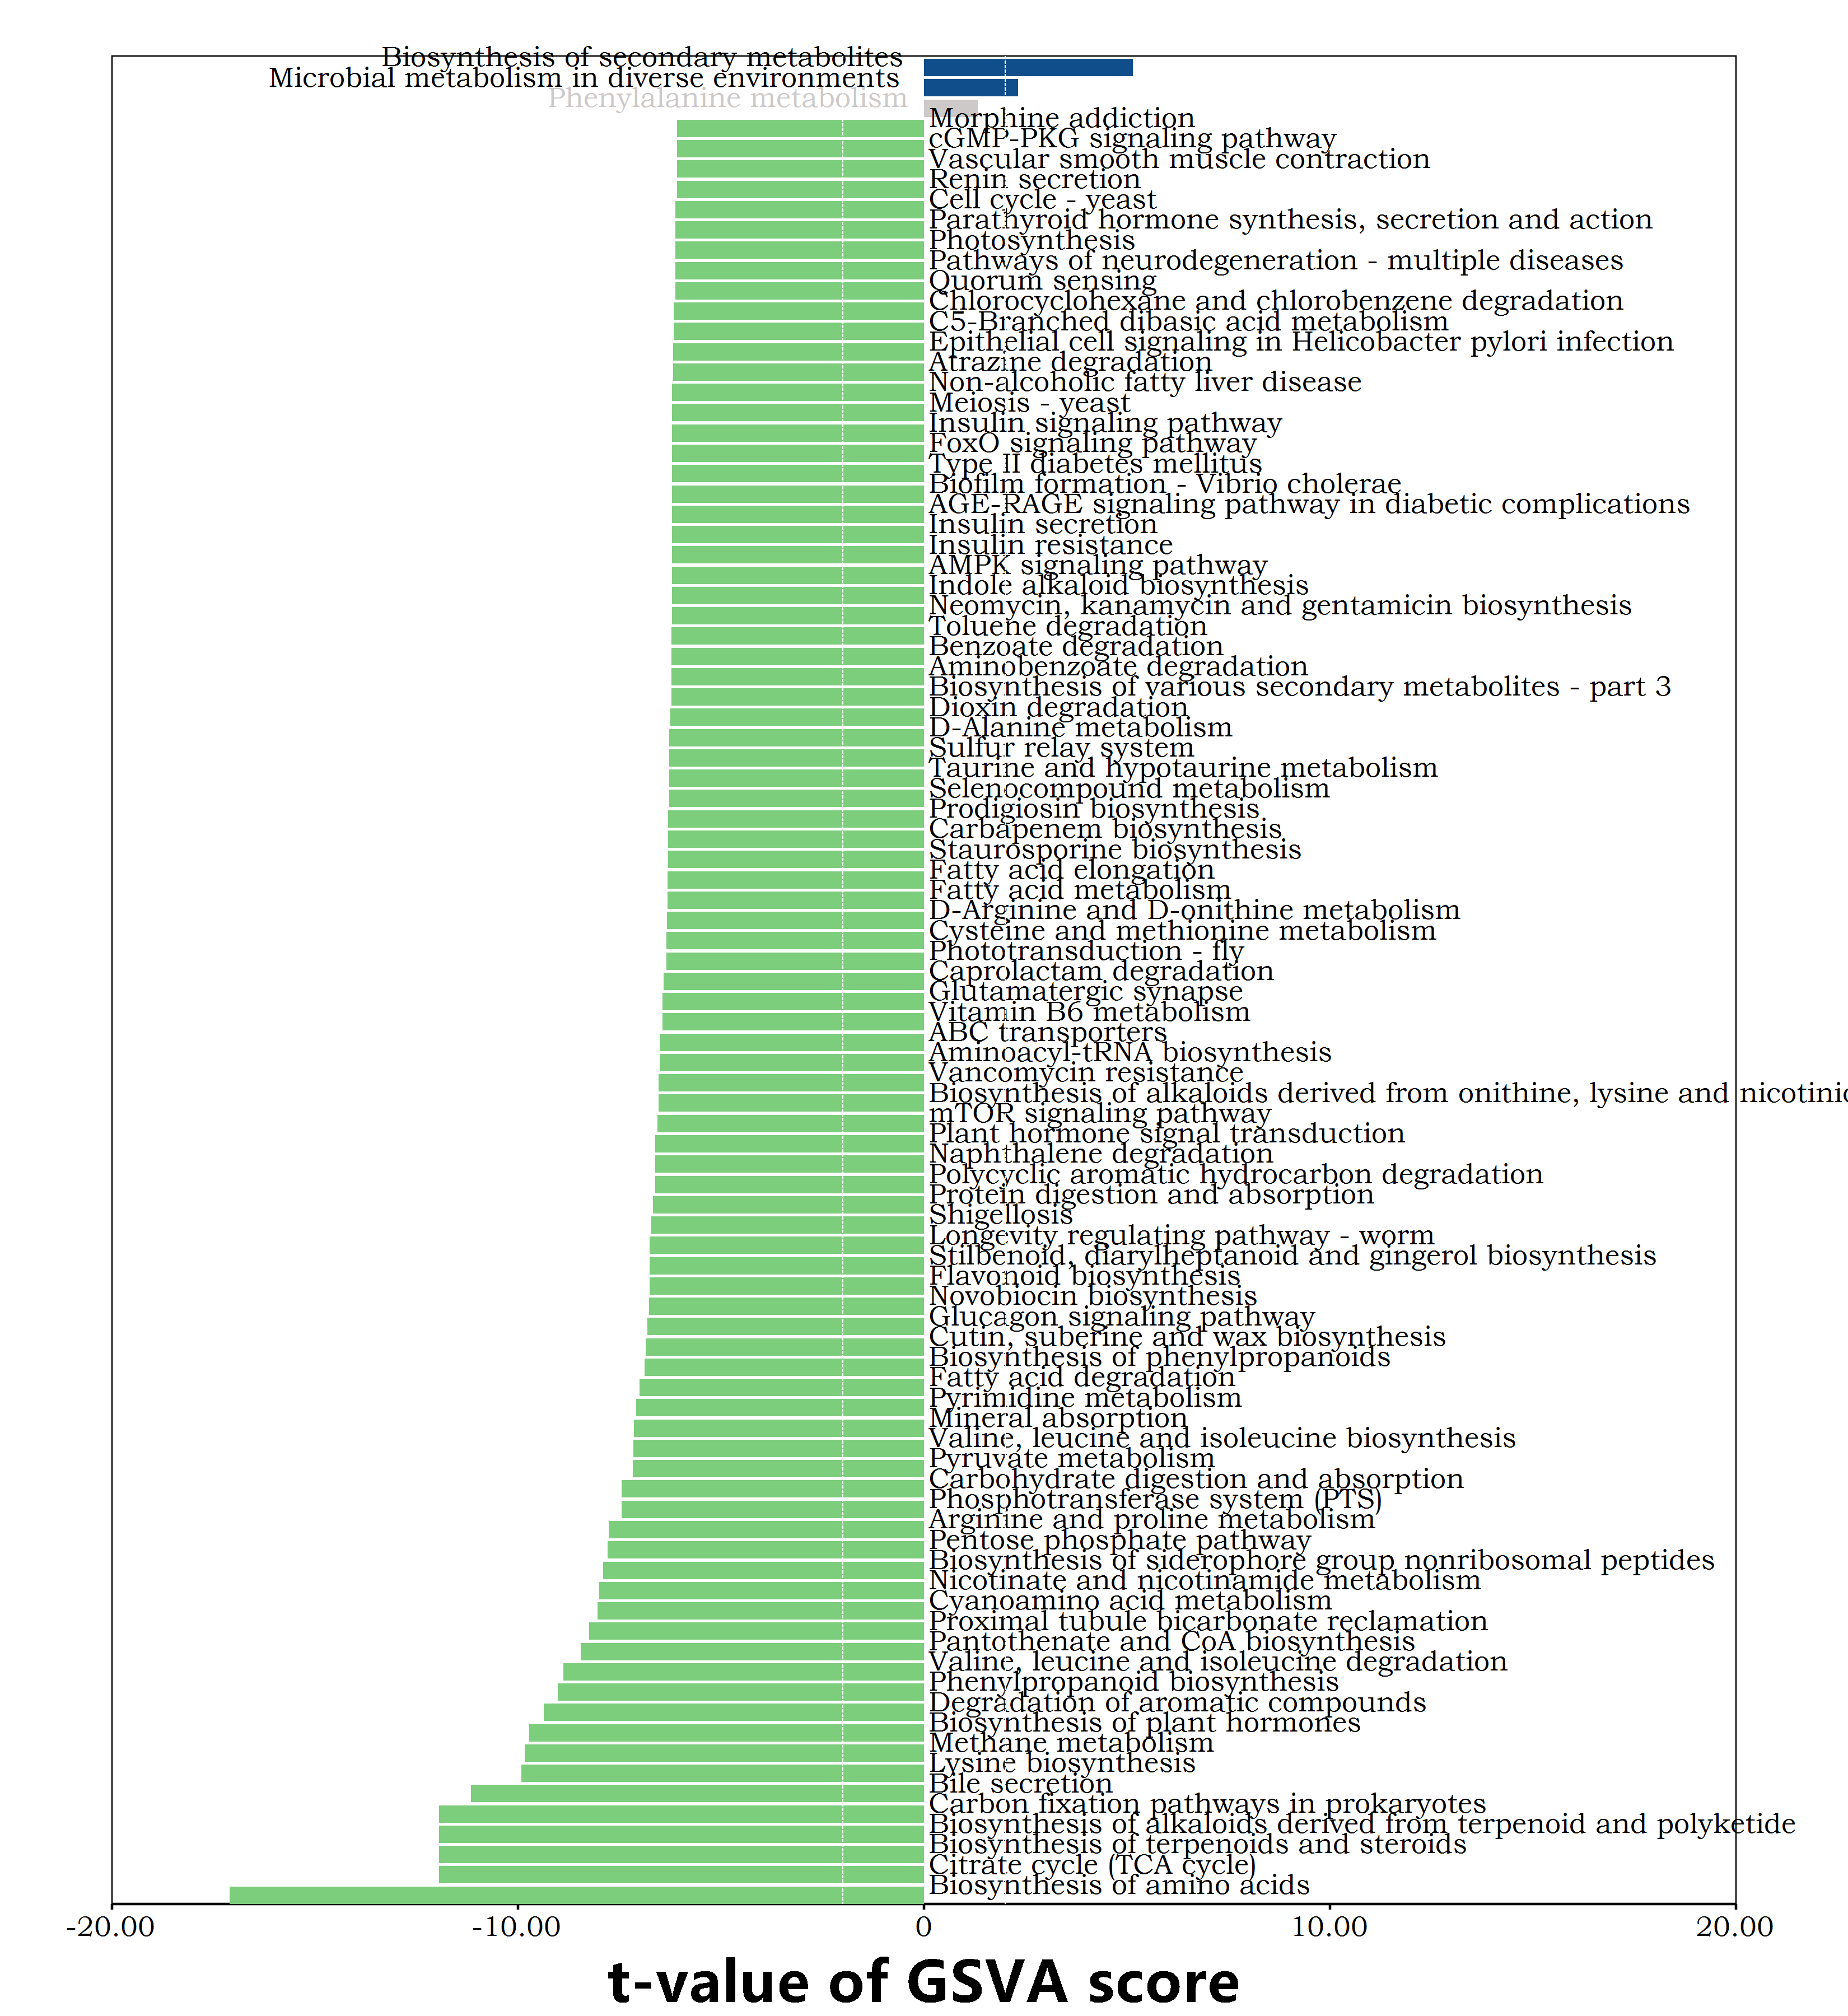 Biosynthesis of secondary metabolites
Microbial metabolism in diverse environments
Phenylalanine metabolism
Morphine addiction
cGMP-PKG signaling pathway
Vascular smooth muscle contraction
Renin secretion
Cell cycle - yeast
Parathyroid hormone synthesis, secretion and action
Photosynthesis
Pathways of neurodegeneration - multiple diseases
Quorum sensing
Chlorocyclohexane and chlorobenzene degradation
C5-Branched dibasic acid metabolism
Epithelial cell signaling in Helicobacter pylori infection
Atrazine degradation
Non-alcoholic fatty liver disease
Meiosis - yeast
Insulin signaling pathway
FoxO signaling pathway
Type II diabetes mellitus
Biofilm formation - Vibrio cholerae
AGE-RAGE signaling pathway in diabetic complications
Insulin secretion
Insulin resistance
AMPK signaling pathway
Indole alkaloid biosynthesis
Neomycin, kanamycin and gentamicin biosynthesis
Toluene degradation
Benzoate degradation
Aminobenzoate degradation
Biosynthesis of various secondary metabolites - part 3
Dioxin degradation
D-Alanine metabolism
Sulfur relay system
Taurine and hypotaurine metabolism
Selenocompound metabolism
Prodigiosin biosynthesis
Carbapenem biosynthesis
Staurosporine biosynthesis
Fatty acid elongation
Fatty acid metabolism
D-Arginine and D-onithine metabolism
Cysteine and methionine metabolism
Phototransduction - fly
Caprolactam degradation
Glutamatergic synapse
Vitamin B6 metabolism
ABC transporters
Aminoacyl-tRNA biosynthesis
Vancomycin resistance
Biosynthesis of alkaloids derived from onithine, lysine and
mTOR signaling pathway
Plant hormone signal transduction
Naphthalene degradation
Polycyclic aromatic hydrocarbon degradation
Protein digestion and absorption
Shigellosis
Longevity regulating pathway - worm
Stilbenoid, diarylheptanoid and gingerol biosynthesis
Flavonoid biosynthesis
Novobiocin biosynthesis
Glucagon signaling pathway
Cutin, suberine and wax biosynthesis
Biosynthesis of phenylpropanoids
Fatty acid degradation
Pyrimidine metabolism
Mineral absorption
Valine, leucine and isoleucine biosynthesis
Pyruvate metabolism
Carbohydrate digestion and absorption
Phosphotransferase system (PTS)
Arginine and proline metabolism
Pentose phosphate pathway
Biosynthesis of siderophore group nonribosomal peptides
Nicotinate and nicotinamide metabolism
Cyanoamino acid metabolism
Proximal tubule bicarbonate reclamation
Pantothenate and CoA biosynthesis
Valine, leucine and isoleucine degradation
Phenylpropanoid biosynthesis
Degradation of aromatic compounds
Biosynthesis of plant hormones
Methane metabolism
Lysine biosynthesis
Bile secretion
Carbon fixation pathways in prokaryotes
Biosynthesis of alkaloids derived from terpenoid and polyketide
Biosynthesis of terpenoids and steroids
Citrate cycle (TCA cycle)
Biosynthesis of amino acids
-20.00 -10.00 0 10.00 20.00
t-value of GSVA score